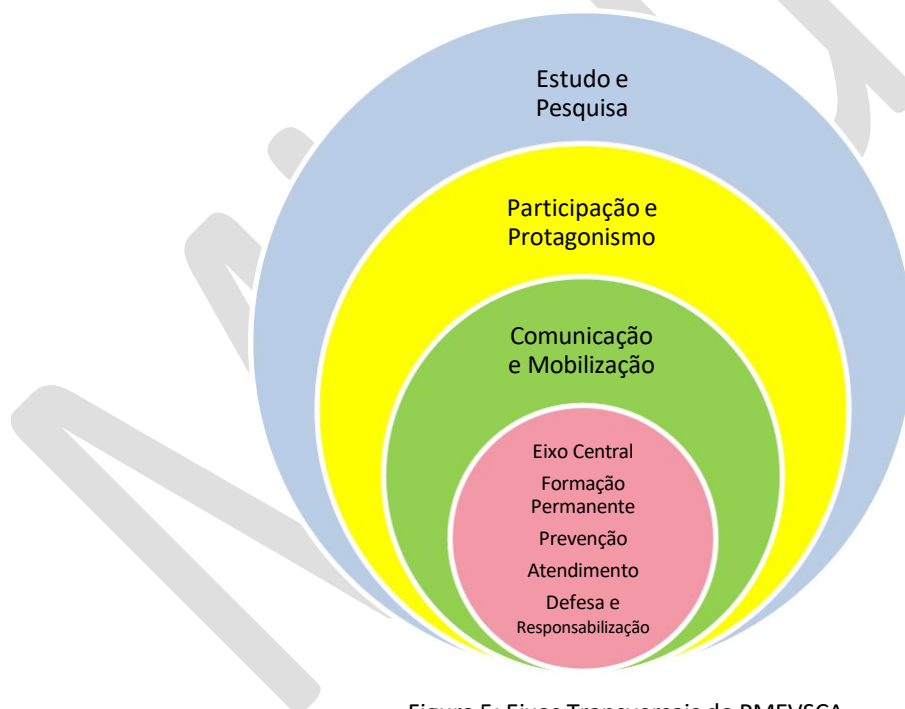 Estudo e
Pesquisa
Participação e
Protagonismo
Comunicação
e Mobilização
Eixo Central
Formação
Permanente
Prevenção
Atendimento
Defesa e
Responsabilização